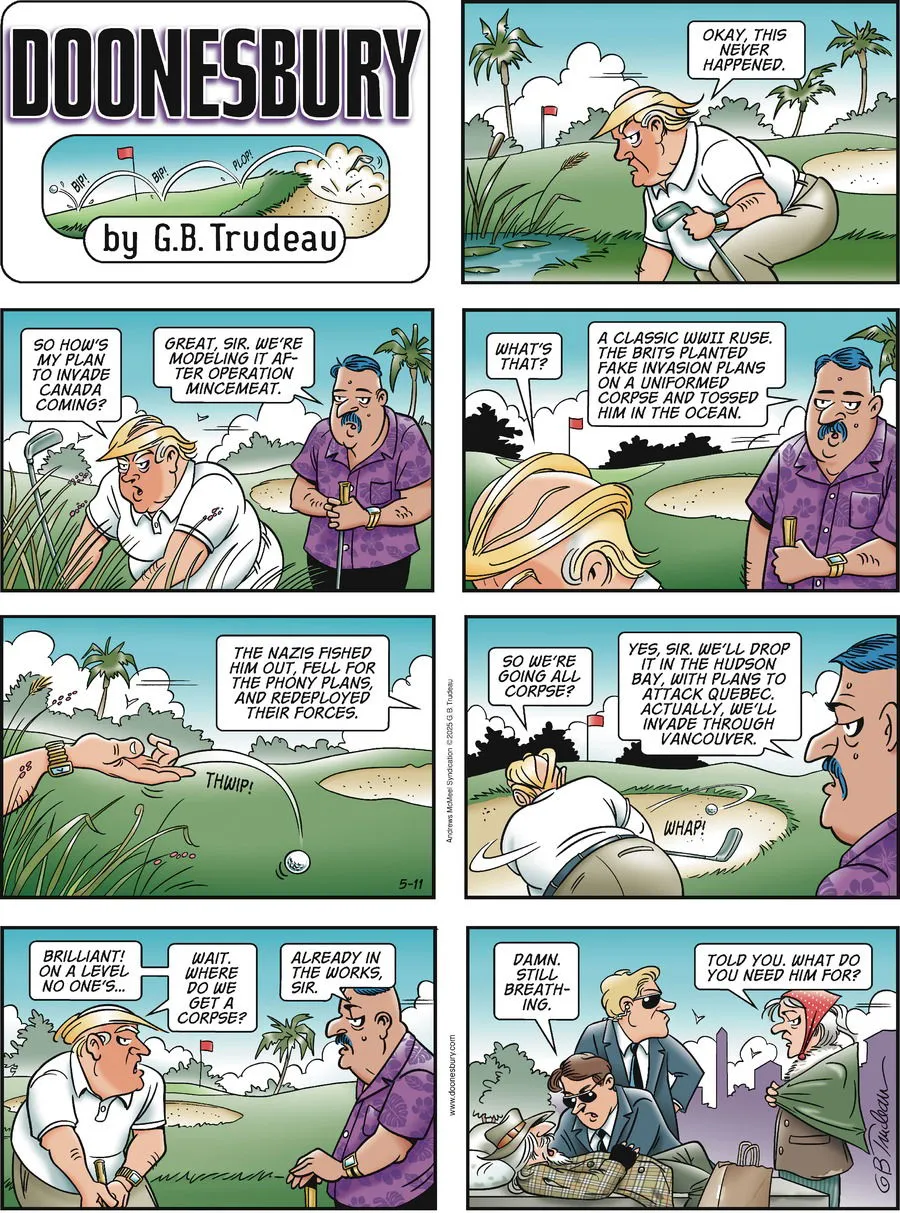 DOONESBURY
BIP!
BIP!
PLOP!
by G.B. Trudeau
OKAY, THIS
NEVER
HAPPENED.
SO HOW'S
MY PLAN
TO INVADE
CANADA
COMING?
GREAT, SIR. WE'RE
MODELING IT AF-
TER OPERATION
MINCEMEAT.
WHAT'S
THAT?
A CLASSIC WWII RUSE.
THE BRITS PLANTED
FAKE INVASION PLANS
ON A UNIFORMED
CORPSE AND TOSSED
HIM IN THE OCEAN.
THE NAZIS FISHED
HIM OUT, FELL FOR
THE PHONY PLANS,
AND REDEPLOYED
THEIR FORCES.
THWIP!
5-11
Andrews McMeel Syndication © 2025 G. B. Trudeau
SO WE'RE
GOING ALL
CORPSE?
YES, SIR. WE'LL DROP
IT IN THE HUDSON
BAY, WITH PLANS TO
ATTACK QUEBEC.
ACTUALLY, WE'LL
INVADE THROUGH
VANCOUVER.
WHAP!
BRILLIANT!
ON A LEVEL
NO ONE'S...
WAIT.
WHERE
DO WE
GET A
CORPSE?
ALREADY IN
THE WORKS,
SIR.
www.doonesbury.com
DAMN.
STILL
BREATH-
ING.
TOLD YOU. WHAT DO
YOU NEED HIM FOR?
GB Trudeau